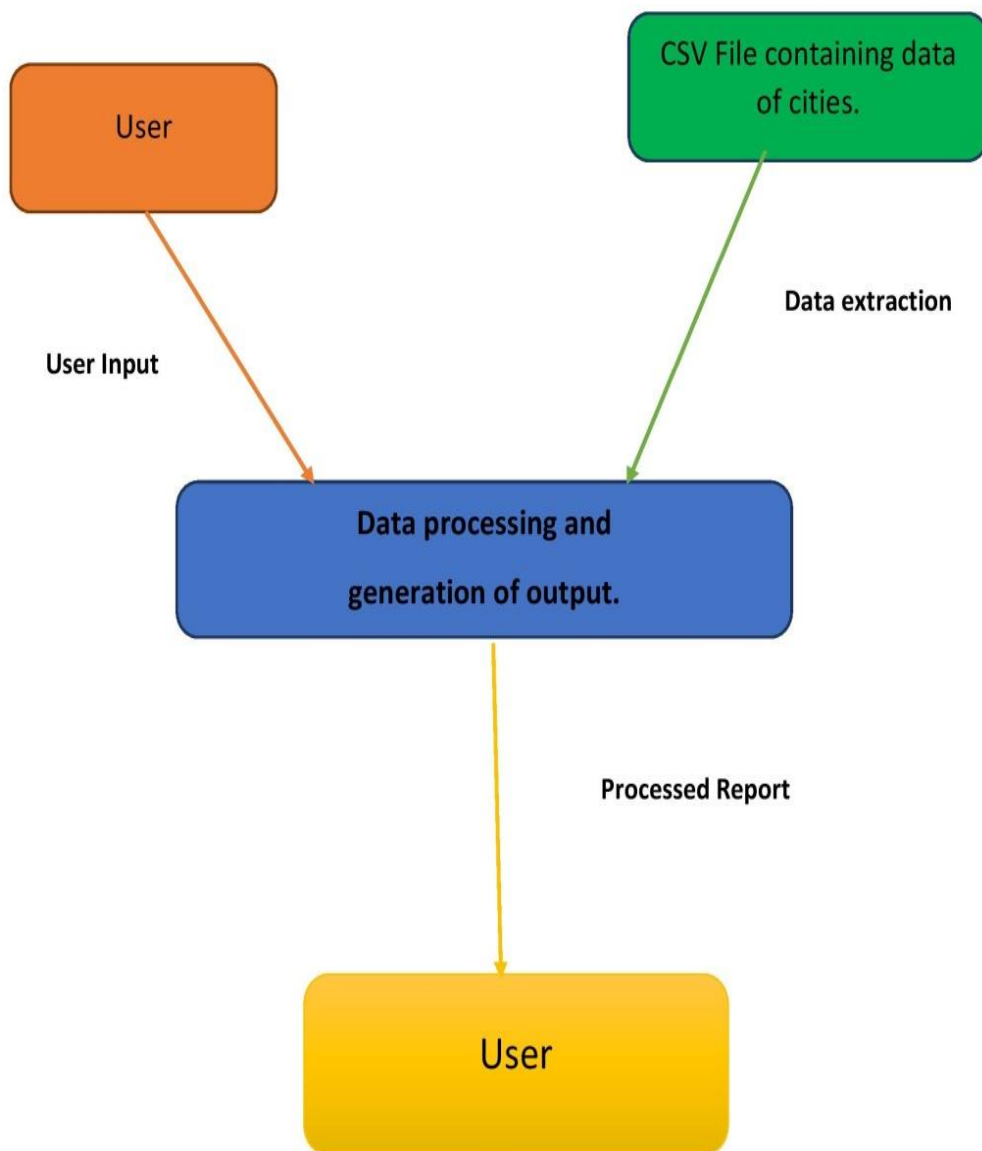 User
CSV File containing data
of cities.
Data extraction
User Input
Data processing and
generation of output.
Processed Report
User